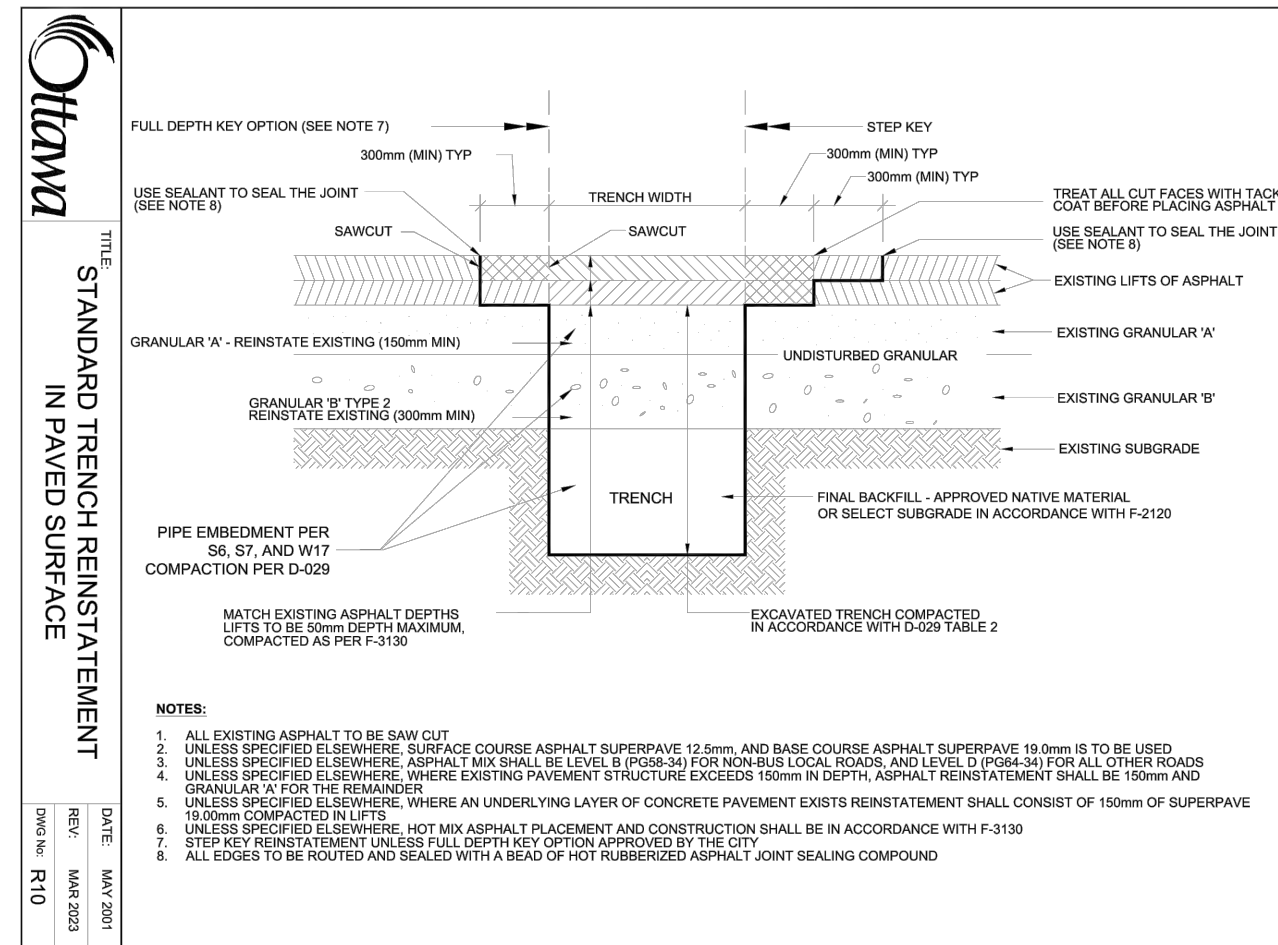 Ottawa
TITLE:
STANDARD TRENCH REINSTATEMENT
IN PAVED SURFACE
DATE: MAY 2001
REV: MAR 2023
DWG No: R10
FULL DEPTH KEY OPTION (SEE NOTE 7)
STEP KEY
300mm (MIN) TYP
300mm (MIN) TYP
300mm (MIN) TYP
USE SEALANT TO SEAL THE JOINT
(SEE NOTE 8)
TRENCH WIDTH
TREAT ALL CUT FACES WITH TACK
COAT BEFORE PLACING ASPHALT
SAWCUT
SAWCUT
USE SEALANT TO SEAL THE JOINT
(SEE NOTE 8)
EXISTING LIFTS OF ASPHALT
GRANULAR 'A' - REINSTATE EXISTING (150mm MIN)
EXISTING GRANULAR 'A'
UNDISTURBED GRANULAR
GRANULAR 'B' TYPE 2
REINSTATE EXISTING (300mm MIN)
EXISTING GRANULAR 'B'
EXISTING SUBGRADE
TRENCH
FINAL BACKFILL - APPROVED NATIVE MATERIAL
OR SELECT SUBGRADE IN ACCORDANCE WITH F-2120
PIPE EMBEDMENT PER
S6, S7, AND W17
COMPACTION PER D-029
MATCH EXISTING ASPHALT DEPTHS
LIFTS TO BE 50mm DEPTH MAXIMUM,
COMPACTED AS PER F-3130
EXCAVATED TRENCH COMPACTED
IN ACCORDANCE WITH D-029 TABLE 2
NOTES:
1. ALL EXISTING ASPHALT TO BE SAW CUT
2. UNLESS SPECIFIED ELSEWHERE, SURFACE COURSE ASPHALT SUPERPAVE 12.5mm, AND BASE COURSE ASPHALT SUPERPAVE 19.0mm IS TO BE USED
3. UNLESS SPECIFIED ELSEWHERE, ASPHALT MIX SHALL BE LEVEL B (PG58-34) FOR NON-BUS LOCAL ROADS, AND LEVEL D (PG64-34) FOR ALL OTHER ROADS
4. UNLESS SPECIFIED ELSEWHERE, WHERE EXISTING PAVEMENT STRUCTURE EXCEEDS 150mm IN DEPTH, ASPHALT REINSTATEMENT SHALL BE 150mm AND
GRANULAR 'A' FOR THE REMAINDER
5. UNLESS SPECIFIED ELSEWHERE, WHERE AN UNDERLYING LAYER OF CONCRETE PAVEMENT EXISTS REINSTATEMENT SHALL CONSIST OF 150mm OF SUPERPAVE
19.00mm COMPACTED IN LIFTS
6. UNLESS SPECIFIED ELSEWHERE, HOT MIX ASPHALT PLACEMENT AND CONSTRUCTION SHALL BE IN ACCORDANCE WITH F-3130
7. STEP KEY REINSTATEMENT UNLESS FULL DEPTH KEY OPTION APPROVED BY THE CITY
8. ALL EDGES TO BE ROUTED AND SEALED WITH A BEAD OF HOT RUBBERIZED ASPHALT JOINT SEALING COMPOUND